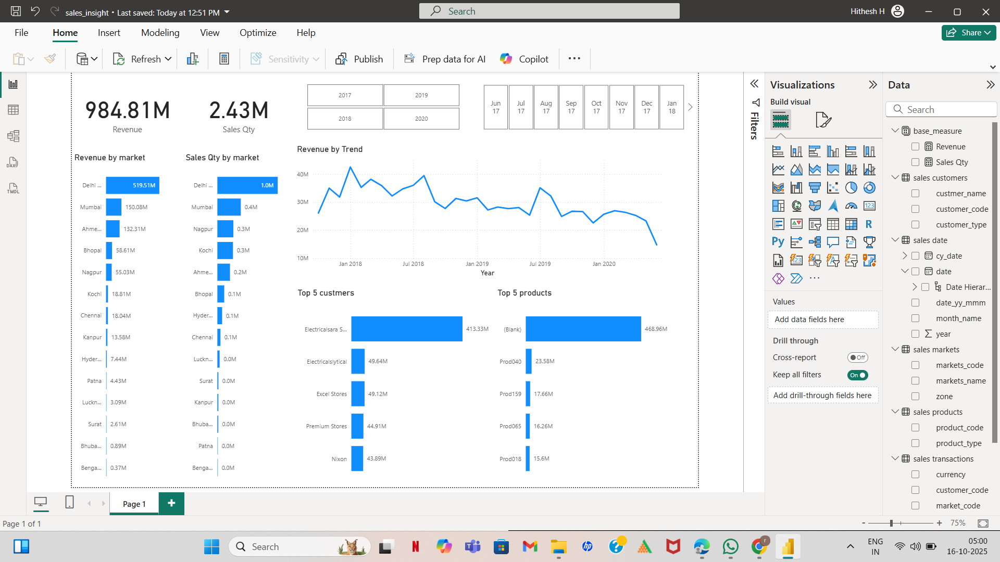 sales_insight • Last saved: Today at 12:51 PM
Search
Hithesh H
File
Home
Insert
Modeling
View
Optimize
Help
Share
Refresh
Sensitivity
Publish
Prep data for AI
Copilot
984.81M
Revenue
2.43M
Sales Qty
2017
2019
2018
2020
Jun 17
Jul 17
Aug 17
Sep 17
Oct 17
Nov 17
Dec 17
Jan 18
Revenue by market
Delhi ... 519.51M
Mumbai 150.08M
Ahme... 132.31M
Bhopal 58.61M
Nagpur 55.03M
Kochi 18.81M
Chennai 18.04M
Kanpur 13.58M
Hyder... 7.44M
Patna 4.43M
Luckn... 3.09M
Surat 2.61M
Bhuba... 0.89M
Benga... 0.37M
Sales Qty by market
Delhi ... 1.0M
Mumbai 0.4M
Nagpur 0.3M
Kochi 0.3M
Ahme... 0.2M
Bhopal 0.1M
Hyder... 0.1M
Chennai 0.1M
Luckn... 0.0M
Surat 0.0M
Kanpur 0.0M
Bhuba... 0.0M
Patna 0.0M
Benga... 0.0M
Revenue by Trend
40M
30M
20M
10M
Jan 2018
Jul 2018
Jan 2019
Jul 2019
Jan 2020
Year
Top 5 custmers
Electricalsara S... 413.33M
Electricalslytical 49.64M
Excel Stores 49.12M
Premium Stores 44.91M
Nixon 43.89M
Top 5 products
(Blank) 468.96M
Prod040 23.58M
Prod159 17.66M
Prod065 16.26M
Prod018 15.6M
Filters
Visualizations
Build visual
123
R
Py
123
Values
Add data fields here
Drill through
Cross-report
Off
Keep all filters
On
Add drill-through fields here
Data
Search
base_measure
Revenue
Sales Qty
sales customers
custmer_name
customer_code
customer_type
sales date
cy_date
date
Date Hierar...
date_yy_mmm
month_name
year
sales markets
markets_code
markets_name
zone
sales products
product_code
product_type
sales transactions
currency
customer_code
market_code
DAX
TMDL
Page 1
Page 1 of 1
75%
Search
ENG
IN
05:00
16-10-2025